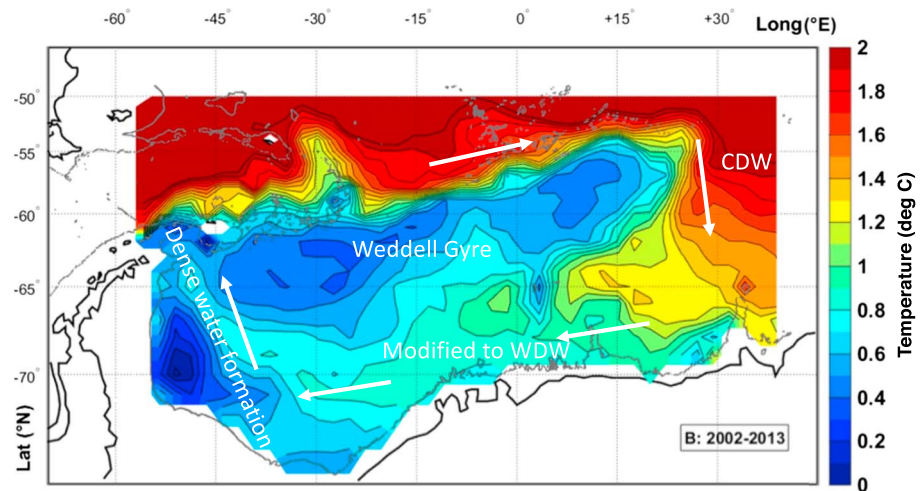 -60° -45° -30° -15° 0° +15° +30°
Long(°E)
-50°
-55°
-60°
-65°
-70°
Lat (°N)
CDW
Weddell Gyre
Dense water formation
Modified to WDW
B: 2002-2013
2
1.8
1.6
1.4
1.2
1
0.8
0.6
0.4
0.2
0
Temperature (deg C)